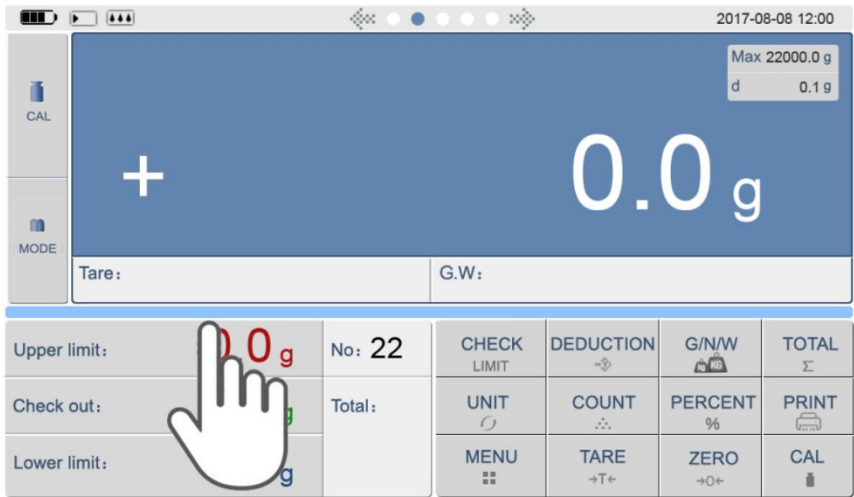 2017-08-08 12:00
Max 22000.0 g
d 0.1 g
CAL
+ 0.0 g
MODE
Tare: G.W:
Upper limit: 0.0 g
No: 22
Check out: g
Total:
Lower limit: g
CHECK DEDUCTION G/N/W TOTAL
LIMIT Σ
UNIT COUNT PERCENT PRINT
%
MENU TARE ZERO CAL
→T← →0←